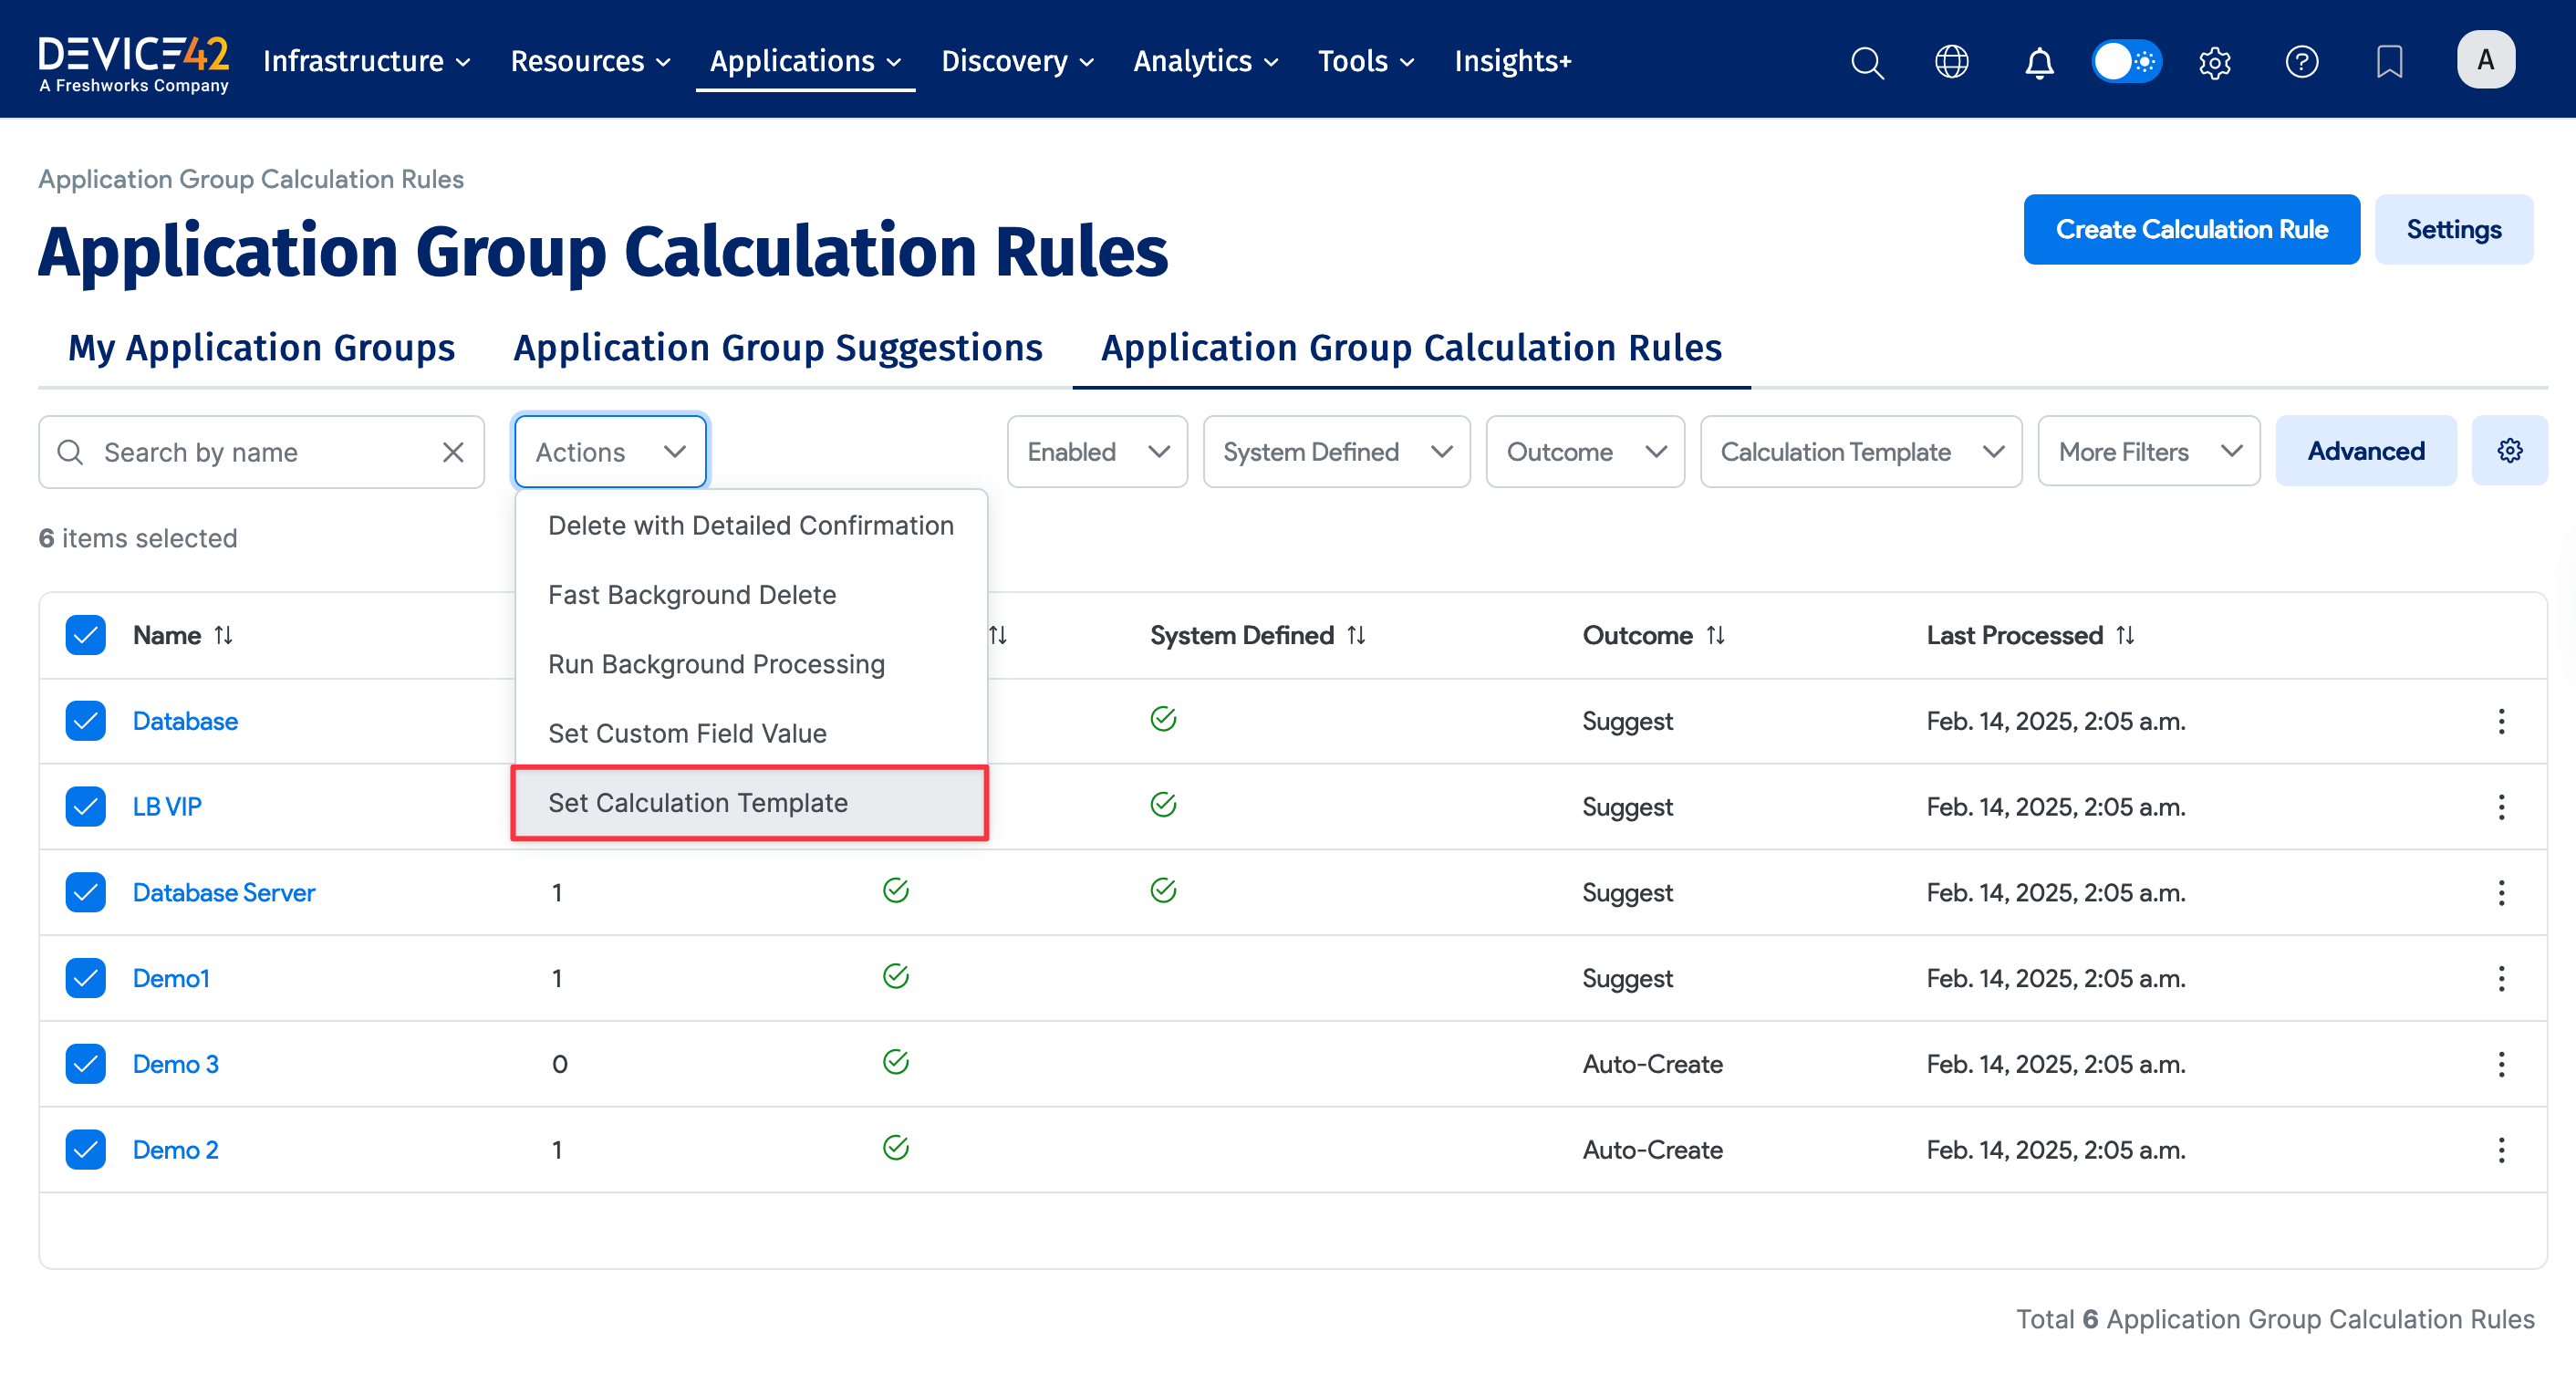 DEVICE42
A Freshworks Company
Infrastructure Resources Applications Discovery Analytics Tools Insights+
A
Application Group Calculation Rules
Application Group Calculation Rules
Create Calculation Rule Settings
My Application Groups Application Group Suggestions Application Group Calculation Rules
Search by name Actions Enabled System Defined Outcome Calculation Template More Filters Advanced
6 items selected
Delete with Detailed Confirmation
Fast Background Delete
Run Background Processing
Set Custom Field Value
Set Calculation Template
Name System Defined Outcome Last Processed
Database Suggest Feb. 14, 2025, 2:05 a.m.
LB VIP Suggest Feb. 14, 2025, 2:05 a.m.
Database Server 1 Suggest Feb. 14, 2025, 2:05 a.m.
Demo1 1 Suggest Feb. 14, 2025, 2:05 a.m.
Demo 3 0 Auto-Create Feb. 14, 2025, 2:05 a.m.
Demo 2 1 Auto-Create Feb. 14, 2025, 2:05 a.m.
Total 6 Application Group Calculation Rules